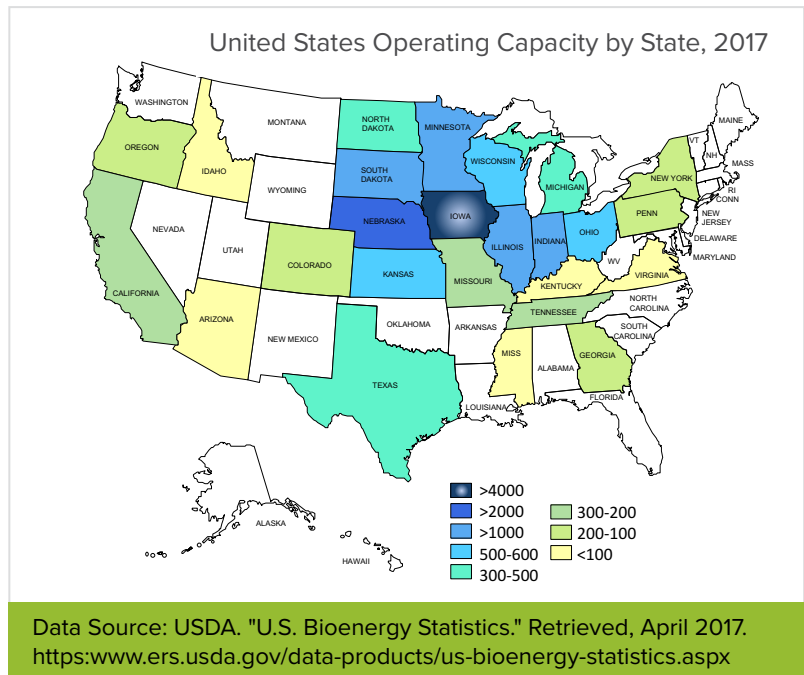 United States Operating Capacity by State, 2017
WASHINGTON
MONTANA
NORTH
DAKOTA
MINNESOTA
MAINE
VT
NH
OREGON
IDAHO
WISCONSIN
MASS
SOUTH
DAKOTA
MICHIGAN
NEW YORK
RI
CONN
WYOMING
IOWA
PENN
NEW
JERSEY
NEBRASKA
NEVADA
OHIO
DELAWARE
ILLINOIS
INDIANA
UTAH
WV
MARYLAND
COLORADO
KANSAS
MISSOURI
VIRGINIA
KENTUCKY
CALIFORNIA
NORTH
CAROLINA
TENNESSEE
ARIZONA
OKLAHOMA
ARKANSAS
SOUTH
CAROLINA
NEW MEXICO
MISS
GEORGIA
ALABAMA
TEXAS
FLORIDA
LOUISIANA
ALASKA
HAWAII
>4000
>2000
>1000
500-600
300-500
300-200
200-100
<100
Data Source: USDA. "U.S. Bioenergy Statistics." Retrieved, April 2017.
https:www.ers.usda.gov/data-products/us-bioenergy-statistics.aspx